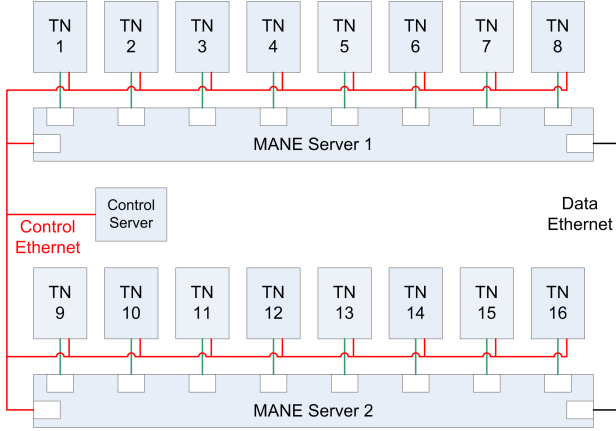 TN
1
TN
2
TN
3
TN
4
TN
5
TN
6
TN
7
TN
8
MANE Server 1
Control
Server
Data
Ethernet
Control
Ethernet
TN
9
TN
10
TN
11
TN
12
TN
13
TN
14
TN
15
TN
16
MANE Server 2